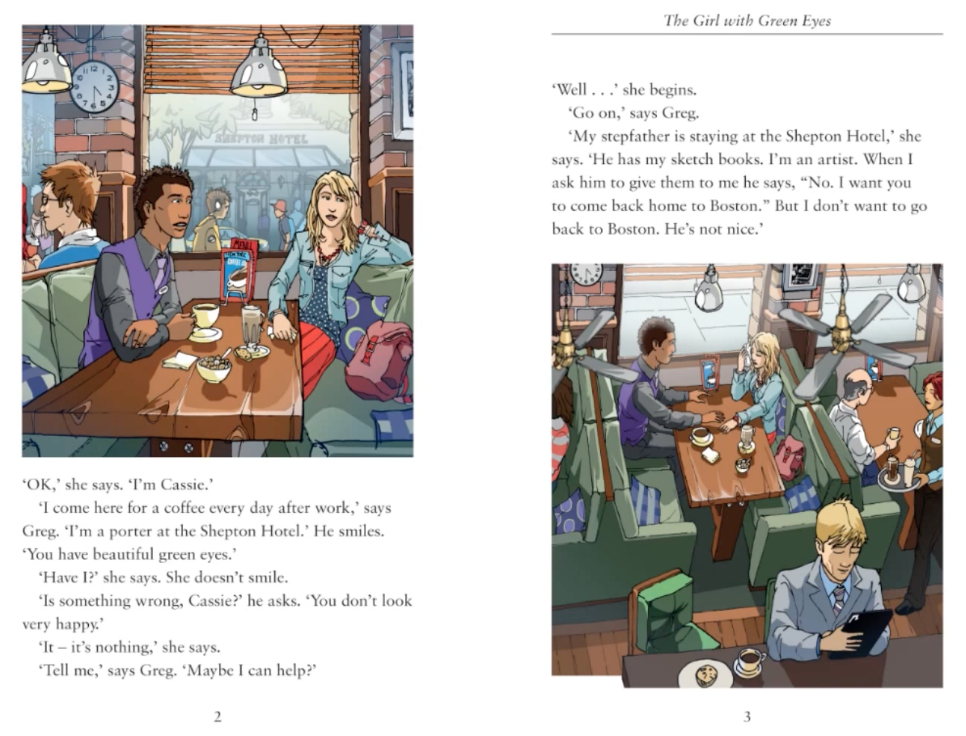 SHEPTON HOTEL
MENU
‘OK,’ she says. ‘I’m Cassie.’
‘I come here for a coffee every day after work,’ says
Greg. ‘I’m a porter at the Shepton Hotel.’ He smiles.
‘You have beautiful green eyes.’
‘Have I?’ she says. She doesn’t smile.
‘Is something wrong, Cassie?’ he asks. ‘You don’t look
very happy.’
‘It – it’s nothing,’ she says.
‘Tell me,’ says Greg. ‘Maybe I can help?’
2
The Girl with Green Eyes
‘Well . . .’ she begins.
‘Go on,’ says Greg.
‘My stepfather is staying at the Shepton Hotel,’ she
says. ‘He has my sketch books. I’m an artist. When I
ask him to give them to me he says, “No. I want you
to come back home to Boston.” But I don’t want to go
back to Boston. He’s not nice.’
3